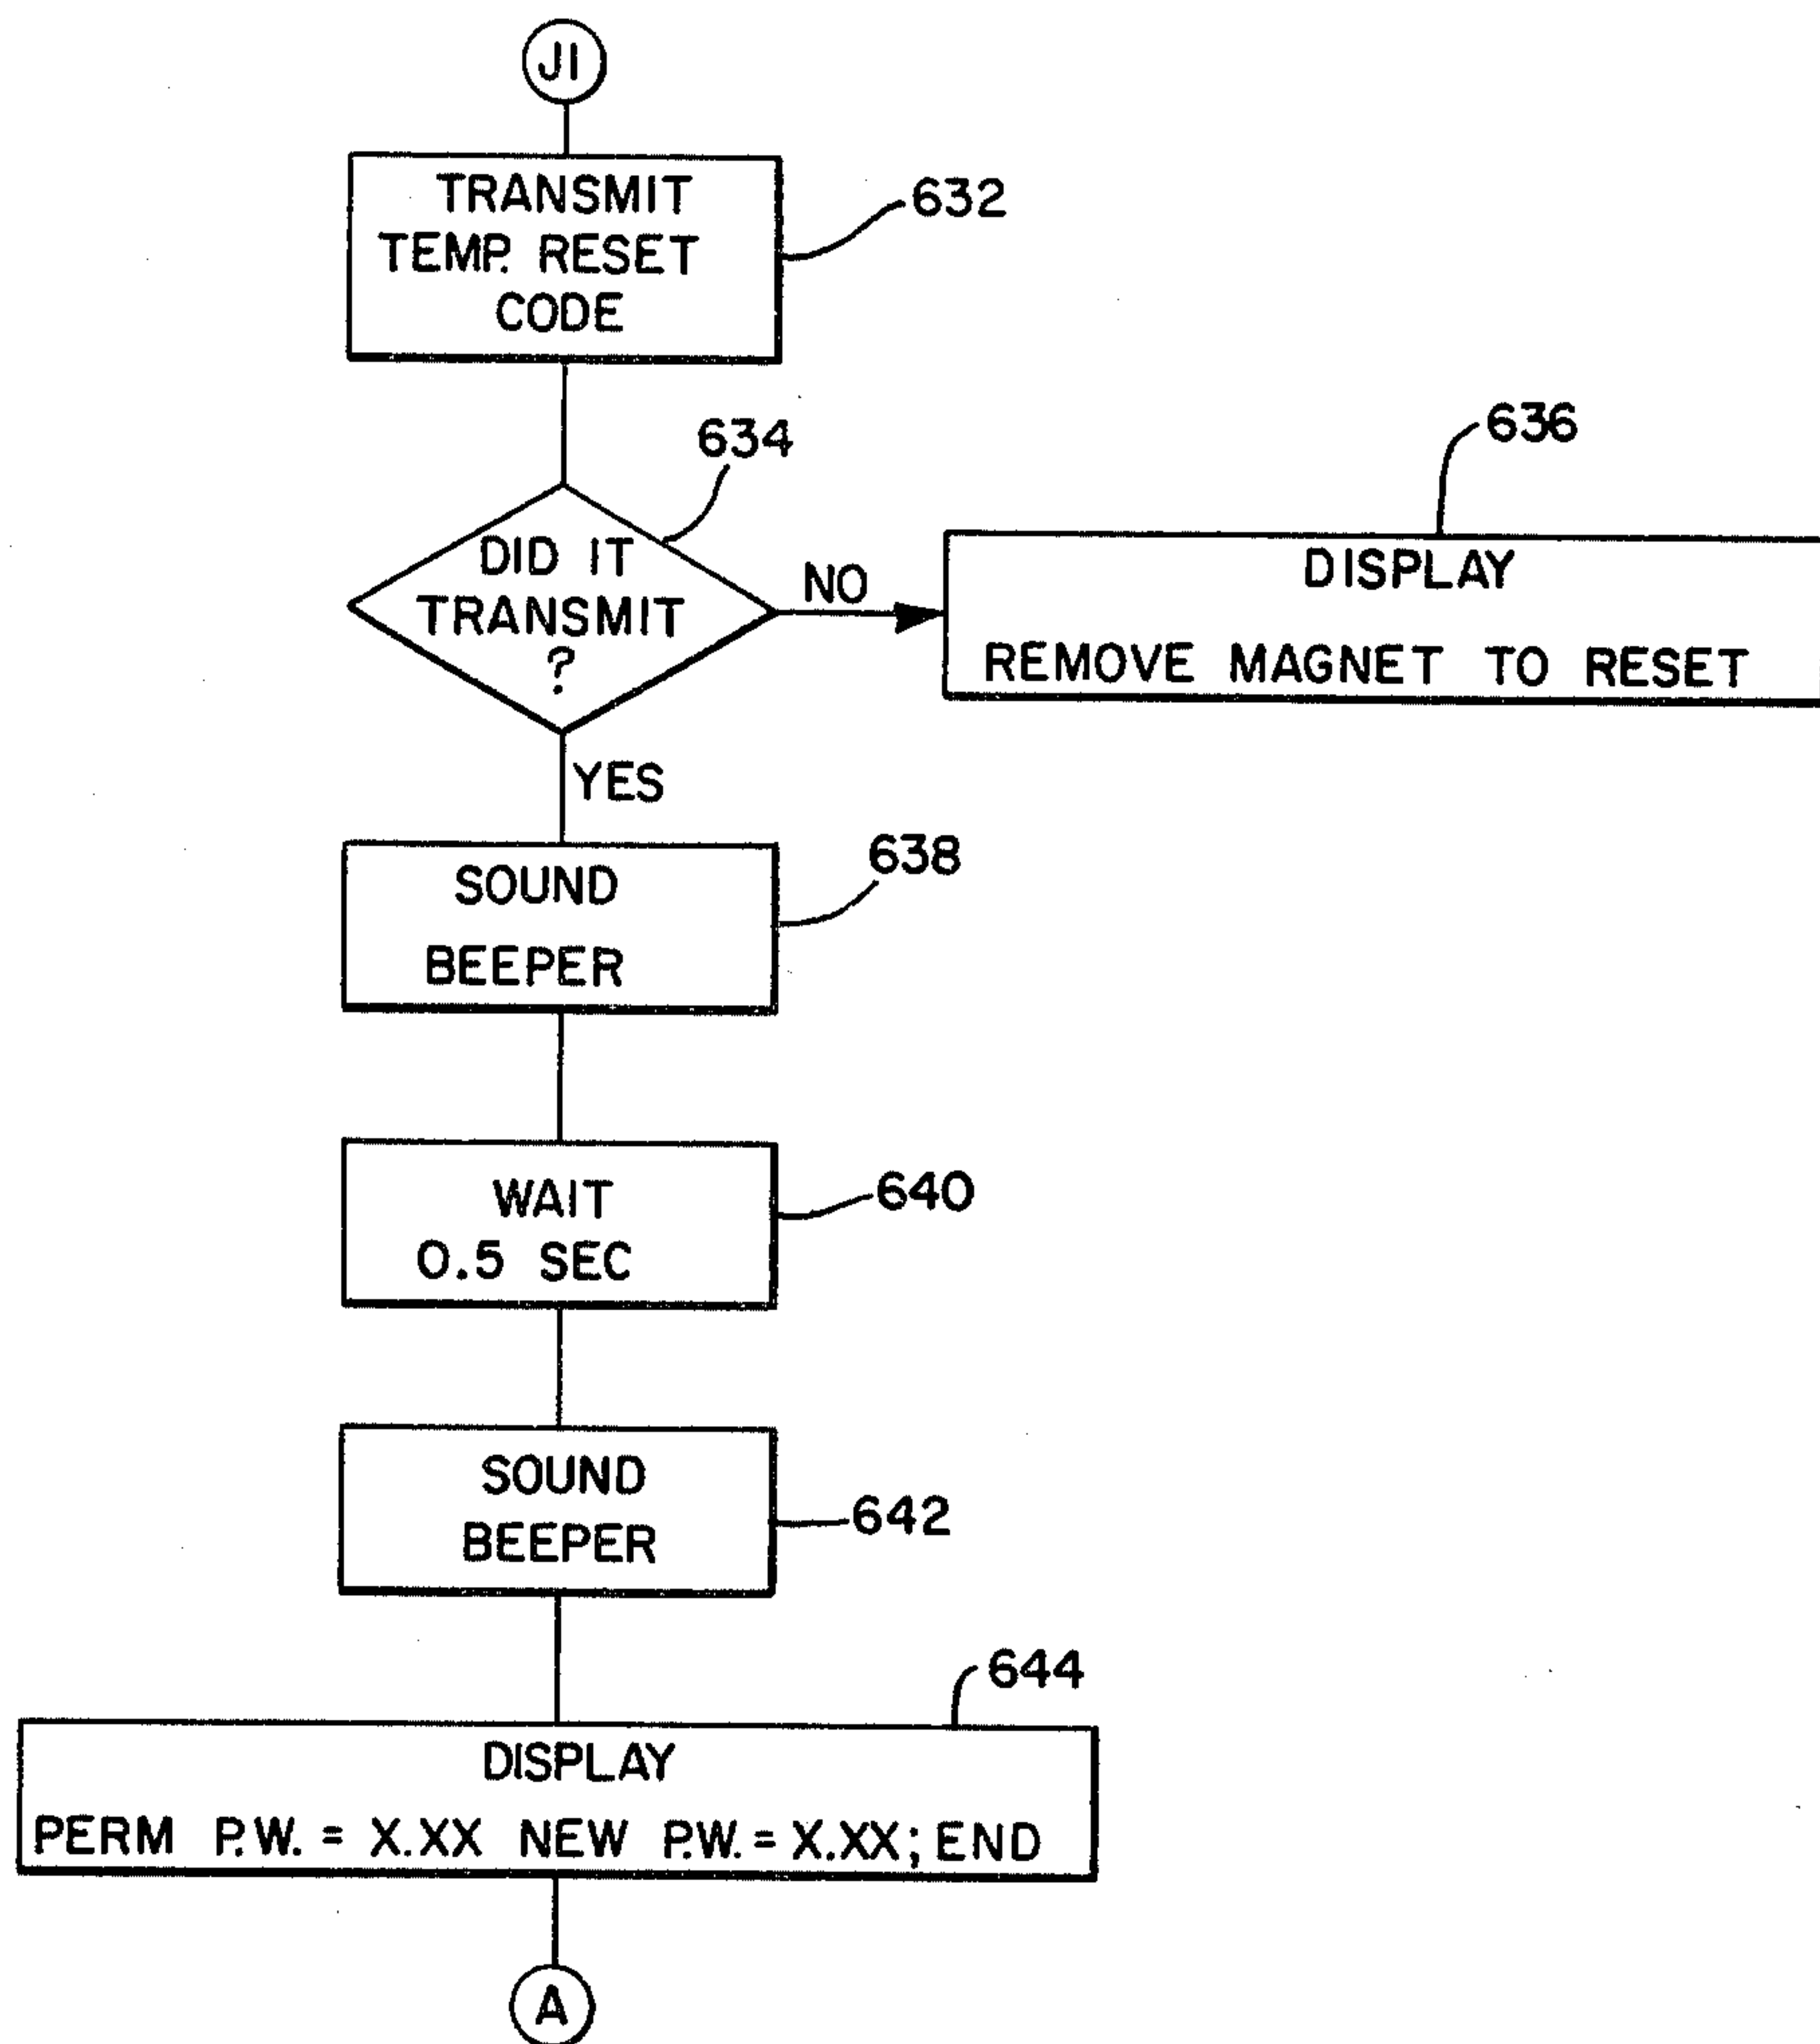 J1
TRANSMIT
TEMP. RESET
CODE
632
634
DID IT
TRANSMIT
?
NO
636
DISPLAY
REMOVE MAGNET TO RESET
YES
638
SOUND
BEEPER
640
WAIT
0.5 SEC
642
SOUND
BEEPER
644
DISPLAY
PERM P.W. = X.XX NEW P.W. = X.XX; END
A